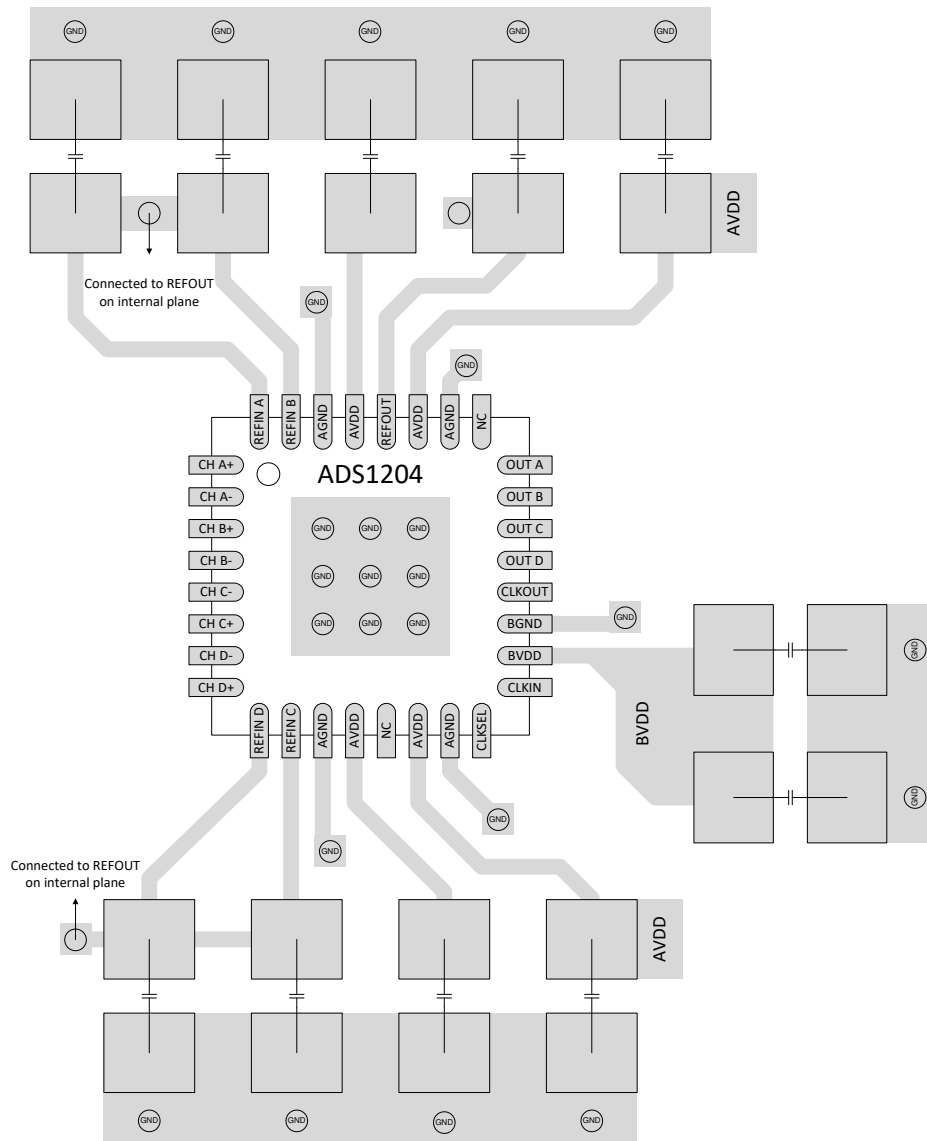 GND GND GND GND GND
AVDD
Connected to REFOUT
on internal plane
GND
GND
REFIN A REFIN B AGND AVDD REFOUT AVDD AGND NC
ADS1204
CH A+ OUT A
CH A- OUT B
CH B+ GND GND GND OUT C
CH B- OUT D
GND GND GND
CH C- CLKOUT
CH C+ GND GND GND BGND GND
CH D- BVDD GND
CH D+ CLKIN
BVDD
REFIN D REFIN C AGND AVDD NC AVDD AGND CLKSEL
GND
GND
GND
Connected to REFOUT
on internal plane
AVDD
GND GND GND GND